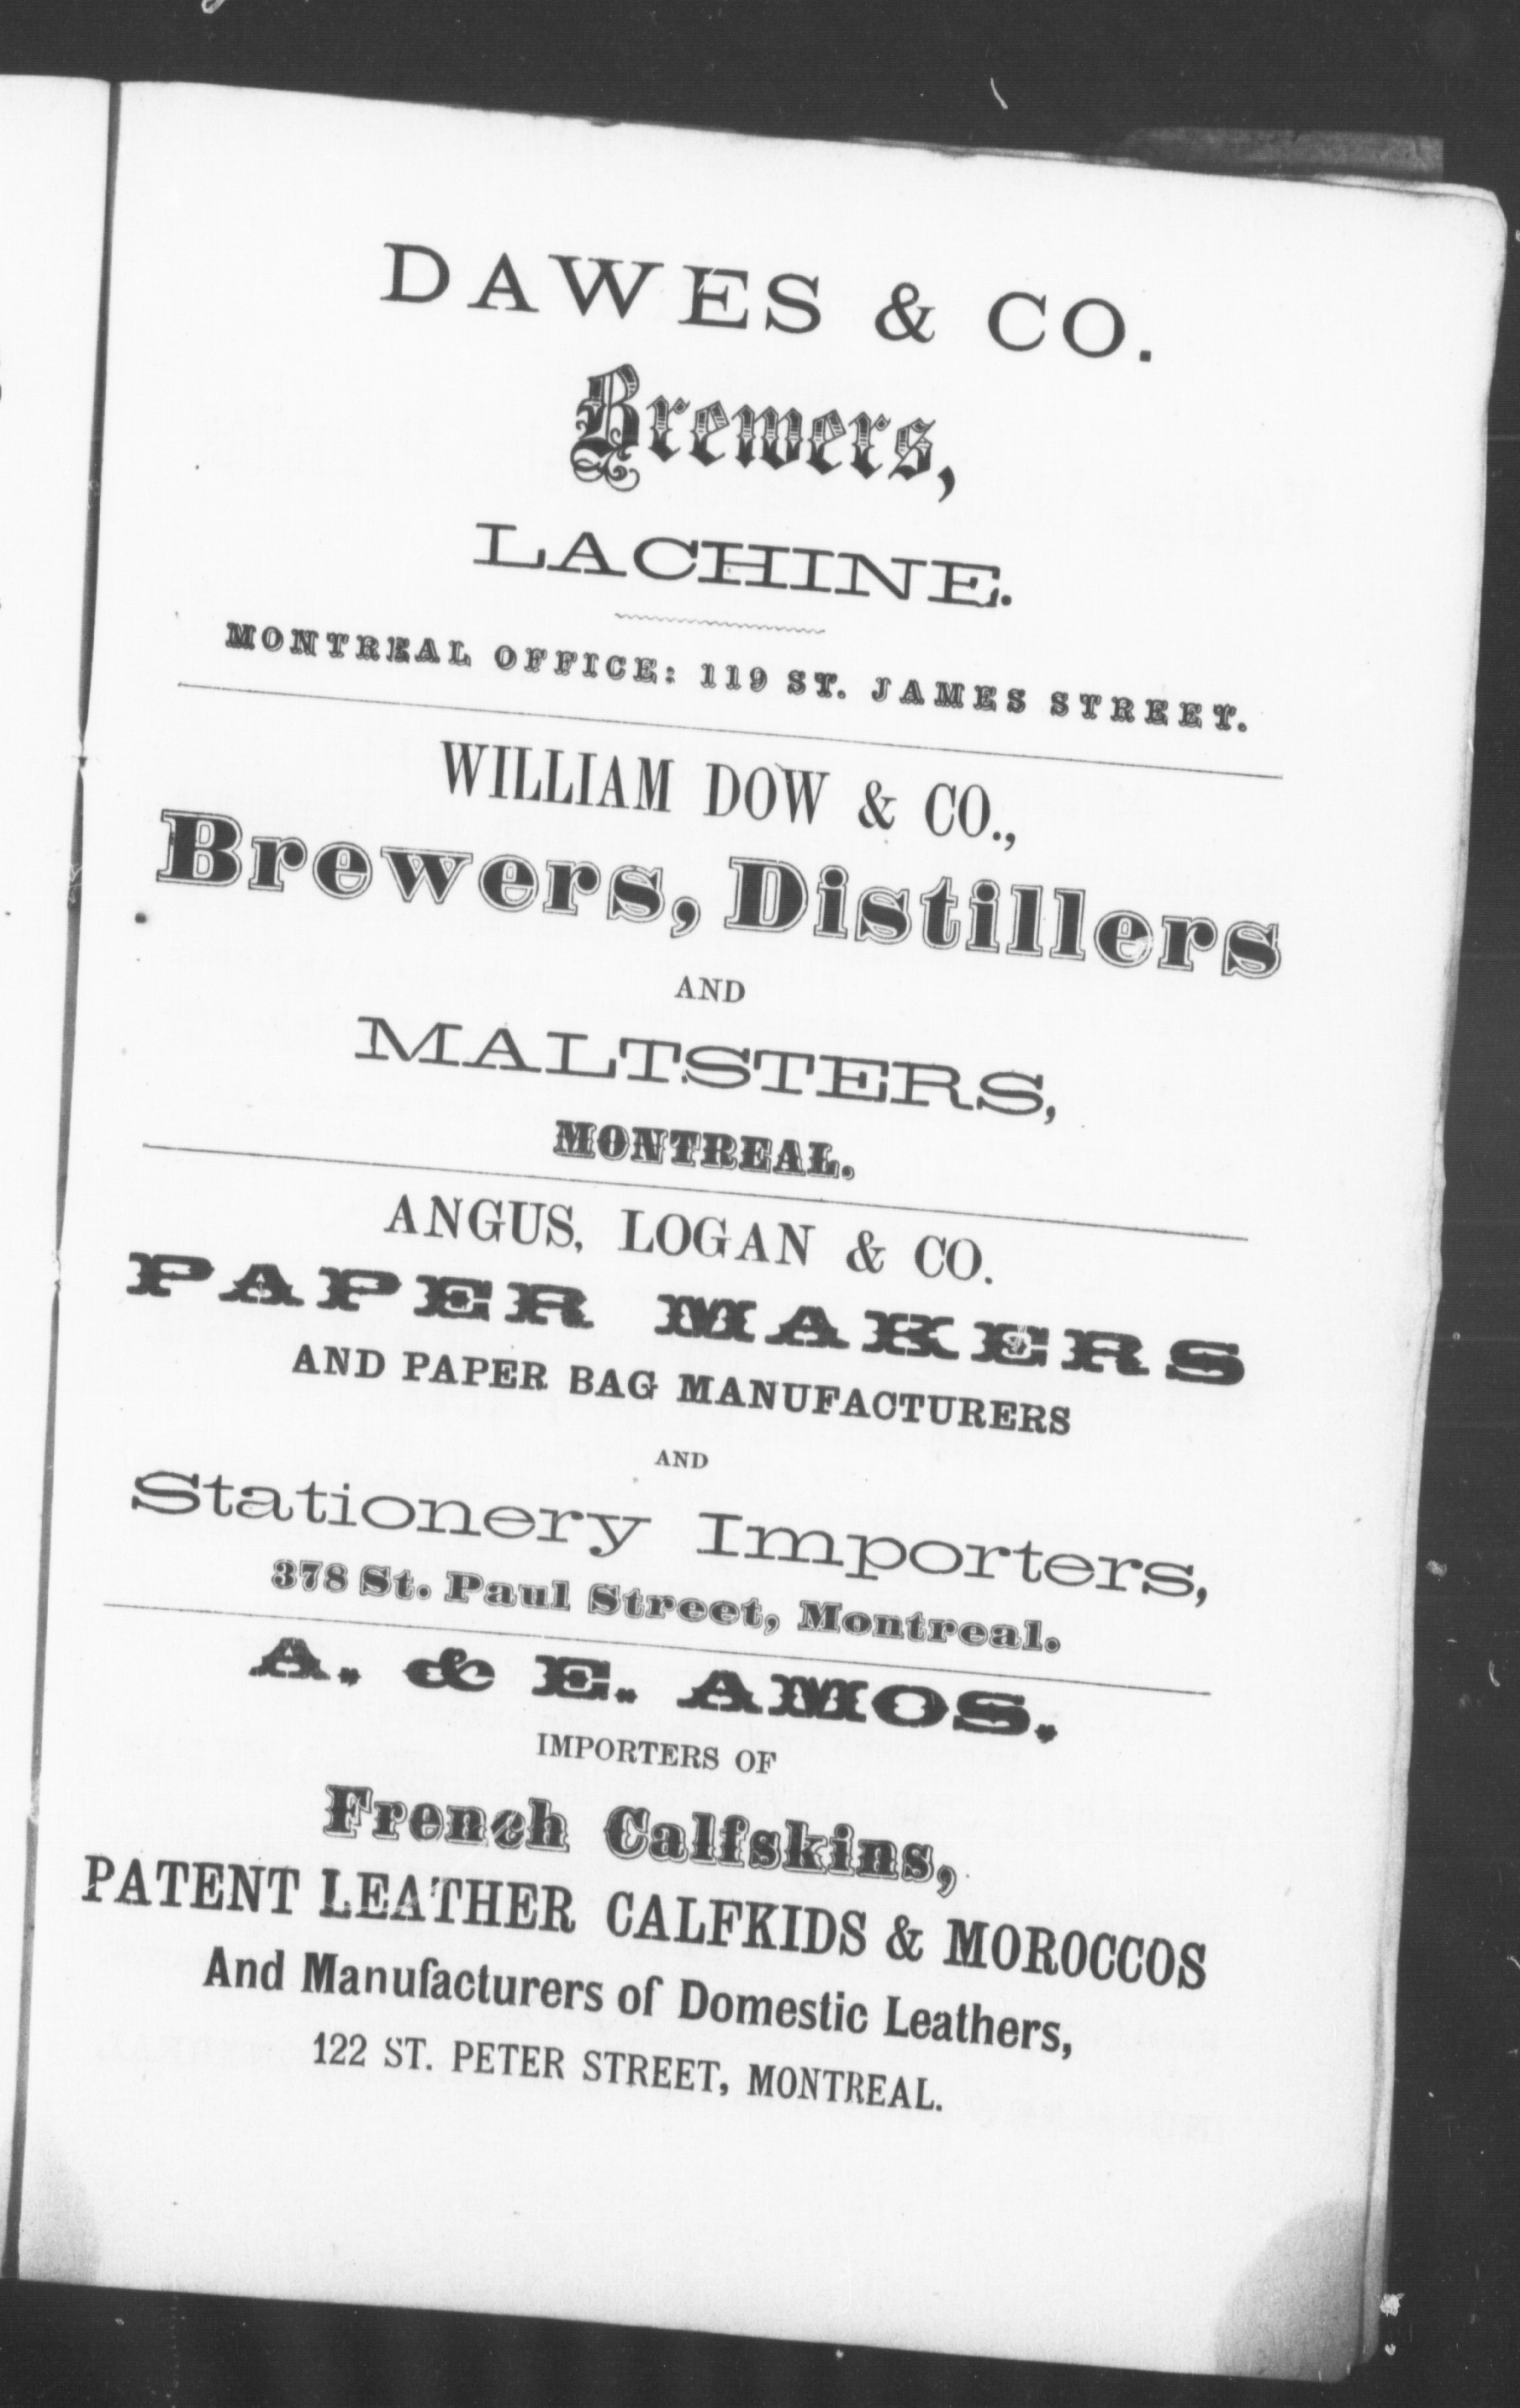 DAWES & CO.
Brewers,
LACHINE.
MONTREAL OFFICE: 119 ST. JAMES STREET.
WILLIAM DOW & CO.,
Brewers, Distillers
AND
MALTSTERS,
MONTREAL.
ANGUS, LOGAN & CO.
PAPER MAKERS
AND PAPER BAG MANUFACTURERS
AND
Stationery Importers,
378 St. Paul Street, Montreal.
A. & E. AMOS.
IMPORTERS OF
French Calfskins,
PATENT LEATHER CALFKIDS & MOROCCOS
And Manufacturers of Domestic Leathers,
122 ST. PETER STREET, MONTREAL.